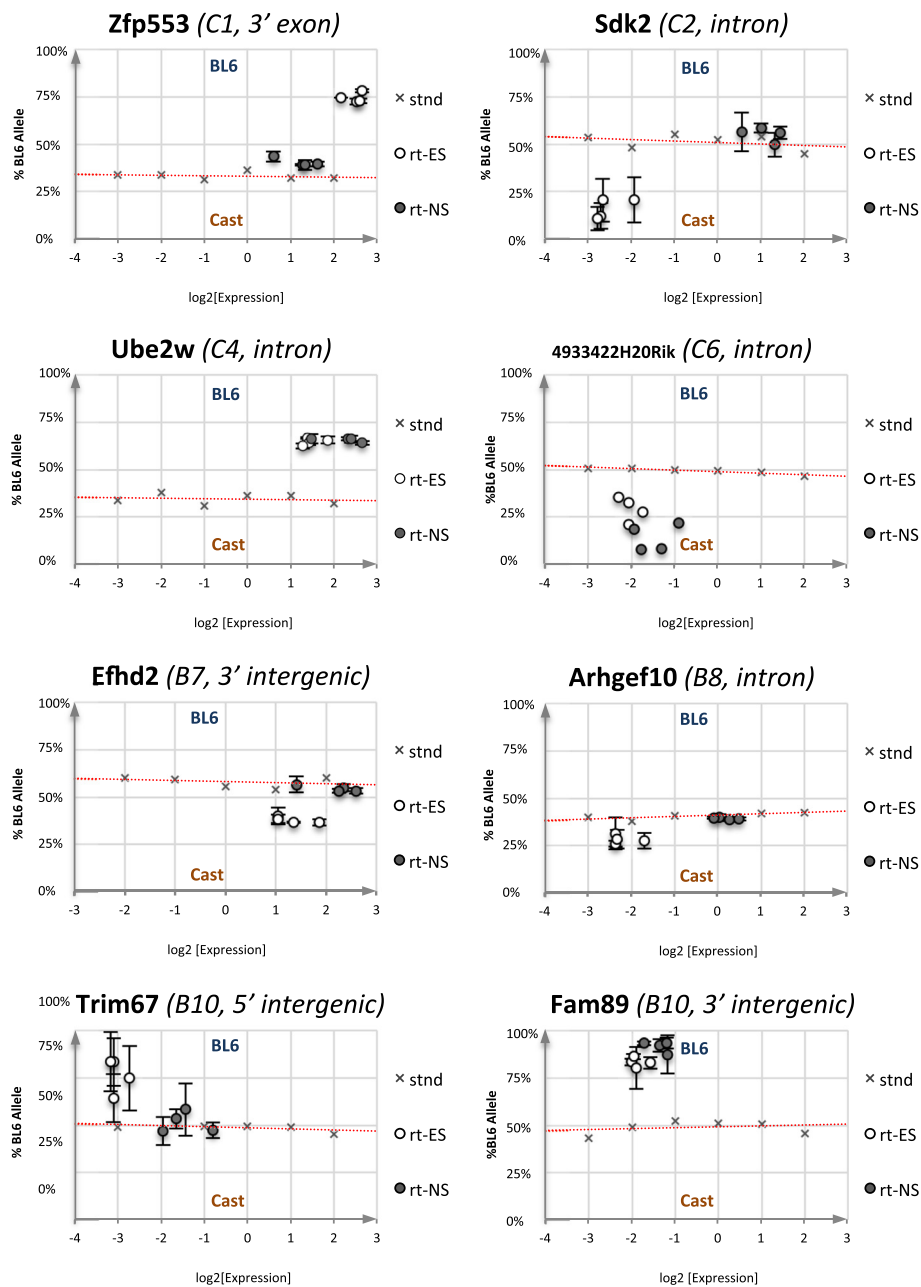 Zfp553 (C1, 3’ exon)
% BL6 Allele
100%
75%
50%
25%
0%
BL6
Cast
-4 -3 -2 -1 0 1 2 3
log2[Expression]
stnd
rt-ES
rt-NS
Sdk2 (C2, intron)
% BL6 Allele
100%
75%
50%
25%
0%
BL6
Cast
-4 -3 -2 -1 0 1 2 3
log2 [Expression]
stnd
rt-ES
rt-NS
Ube2w (C4, intron)
% BL6 Allele
100%
75%
50%
25%
0%
BL6
Cast
-4 -3 -2 -1 0 1 2 3
log2 [Expression]
stnd
rt-ES
rt-NS
4933422H20Rik (C6, intron)
%BL6 Allele
100%
75%
50%
25%
0%
BL6
Cast
-4 -3 -2 -1 0 1 2 3
log2[Expression]
stnd
rt-ES
rt-NS
Efhd2 (B7, 3’ intergenic)
% BL6 Allele
100%
75%
50%
25%
0%
BL6
Cast
-3 -2 -1 0 1 2 3
log2 [Expression]
stnd
rt-ES
rt-NS
Arhgef10 (B8, intron)
% BL6 Allele
100%
75%
50%
25%
0%
BL6
Cast
-4 -3 -2 -1 0 1 2 3
log2 [Expression]
stnd
rt-ES
rt-NS
Trim67 (B10, 5’ intergenic)
% BL6 Allele
100%
75%
50%
25%
0%
BL6
Cast
-4 -3 -2 -1 0 1 2 3
log2[Expression]
stnd
rt-ES
rt-NS
Fam89 (B10, 3’ intergenic)
%BL6 Allele
100%
75%
50%
25%
0%
BL6
Cast
-4 -3 -2 -1 0 1 2 3
log2 [Expression]
stnd
rt-ES
rt-NS